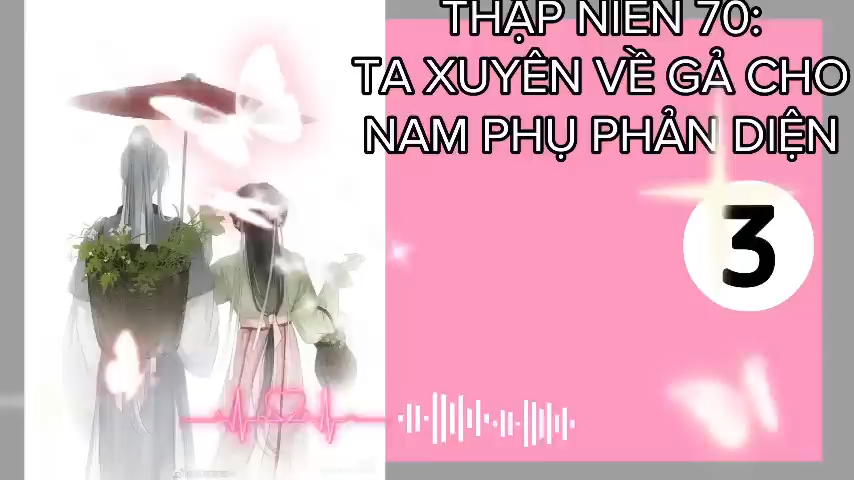 THẬP NIÊN 70:
TA XUYÊN VỀ GẢ CHO
NAM PHỤ PHẢN DIỆN
3